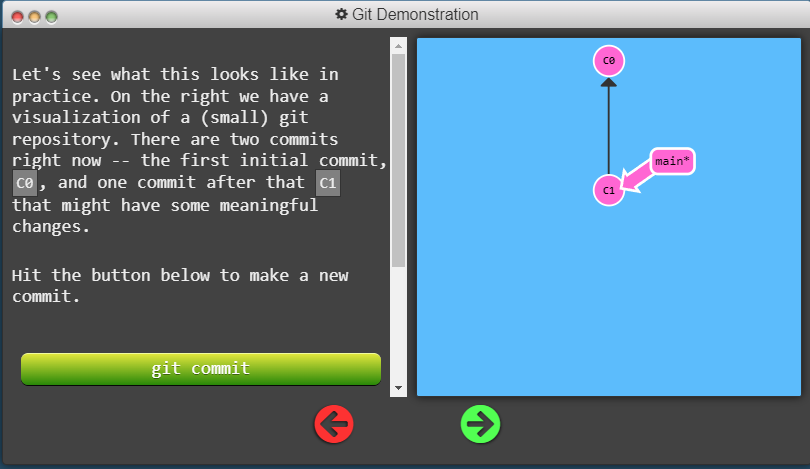 Git Demonstration
Let's see what this looks like in
practice. On the right we have a
visualization of a (small) git
repository. There are two commits
right now -- the first initial commit,
C0, and one commit after that C1
that might have some meaningful
changes.
Hit the button below to make a new
commit.
git commit
C0
main*
C1